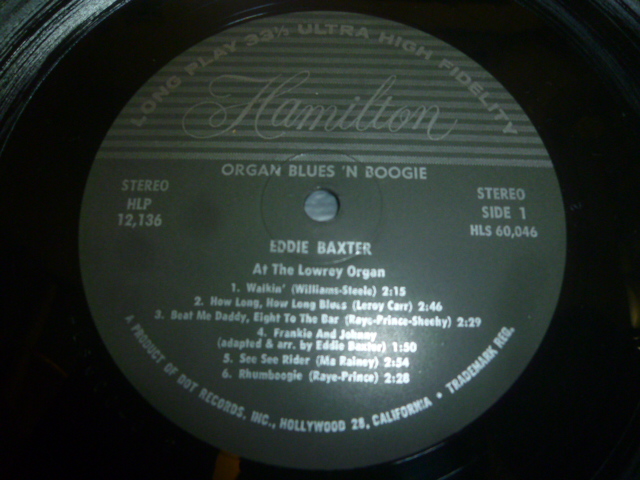 LONG PLAY 33⅓ ULTRA HIGH FIDELITY
Hamilton
ORGAN BLUES 'N BOOGIE
STEREO
HLP
12,136
STEREO
SIDE 1
HLS 60,046
EDDIE BAXTER
At The Lowrey Organ
1. Walkin' (Williams-Steele) 2:15
2. How Long, How Long Blues (Leroy Carr) 2:46
3. Beat Me Daddy, Eight To The Bar (Raye-Prince-Sheehy) 2:29
4. Frankie And Johnny
(adapted & arr. by Eddie Baxter) 1:50
5. See See Rider (Ma Rainey) 2:54
6. Rhumboogie (Raye-Prince) 2:28
A PRODUCT OF DOT RECORDS, INC., HOLLYWOOD 28, CALIFORNIA • TRADEMARK REG.